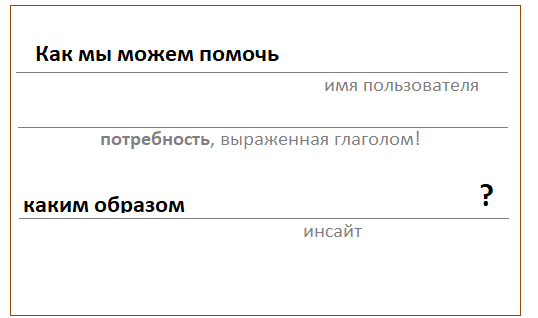 Как мы можем помочь
имя пользователя
потребность, выраженная глаголом!
каким образом ?
инсайт